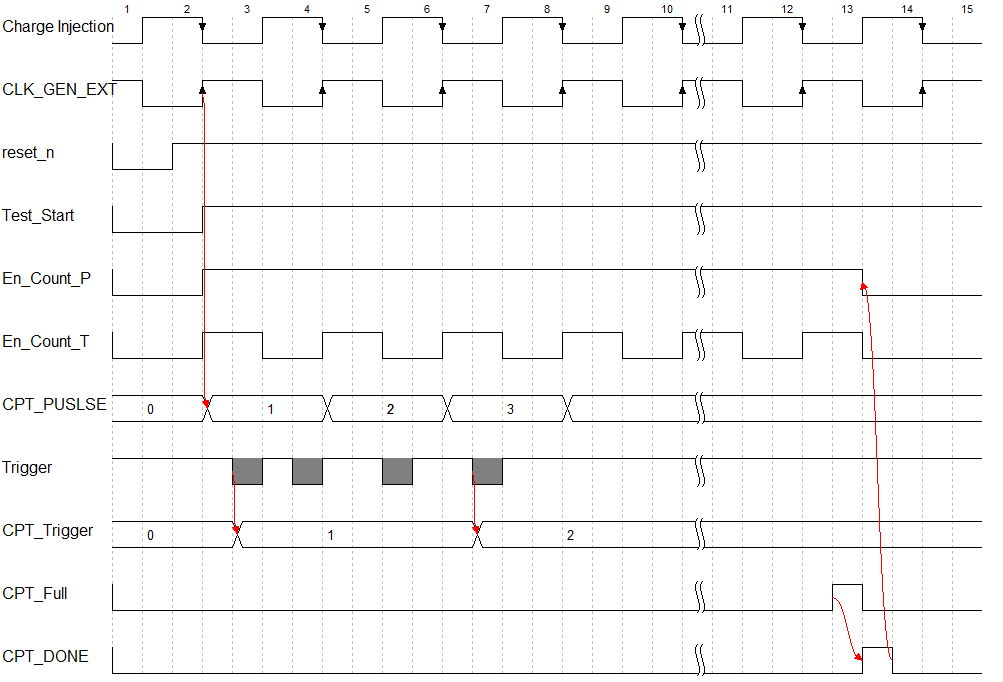 1 2 3 4 5 6 7 8 9 10 11 12 13 14 15
Charge Injection
CLK_GEN_EXT
reset_n
Test_Start
En_Count_P
En_Count_T
CPT_PUSLSE 0 1 2 3
Trigger
CPT_Trigger 0 1 2
CPT_Full
CPT_DONE